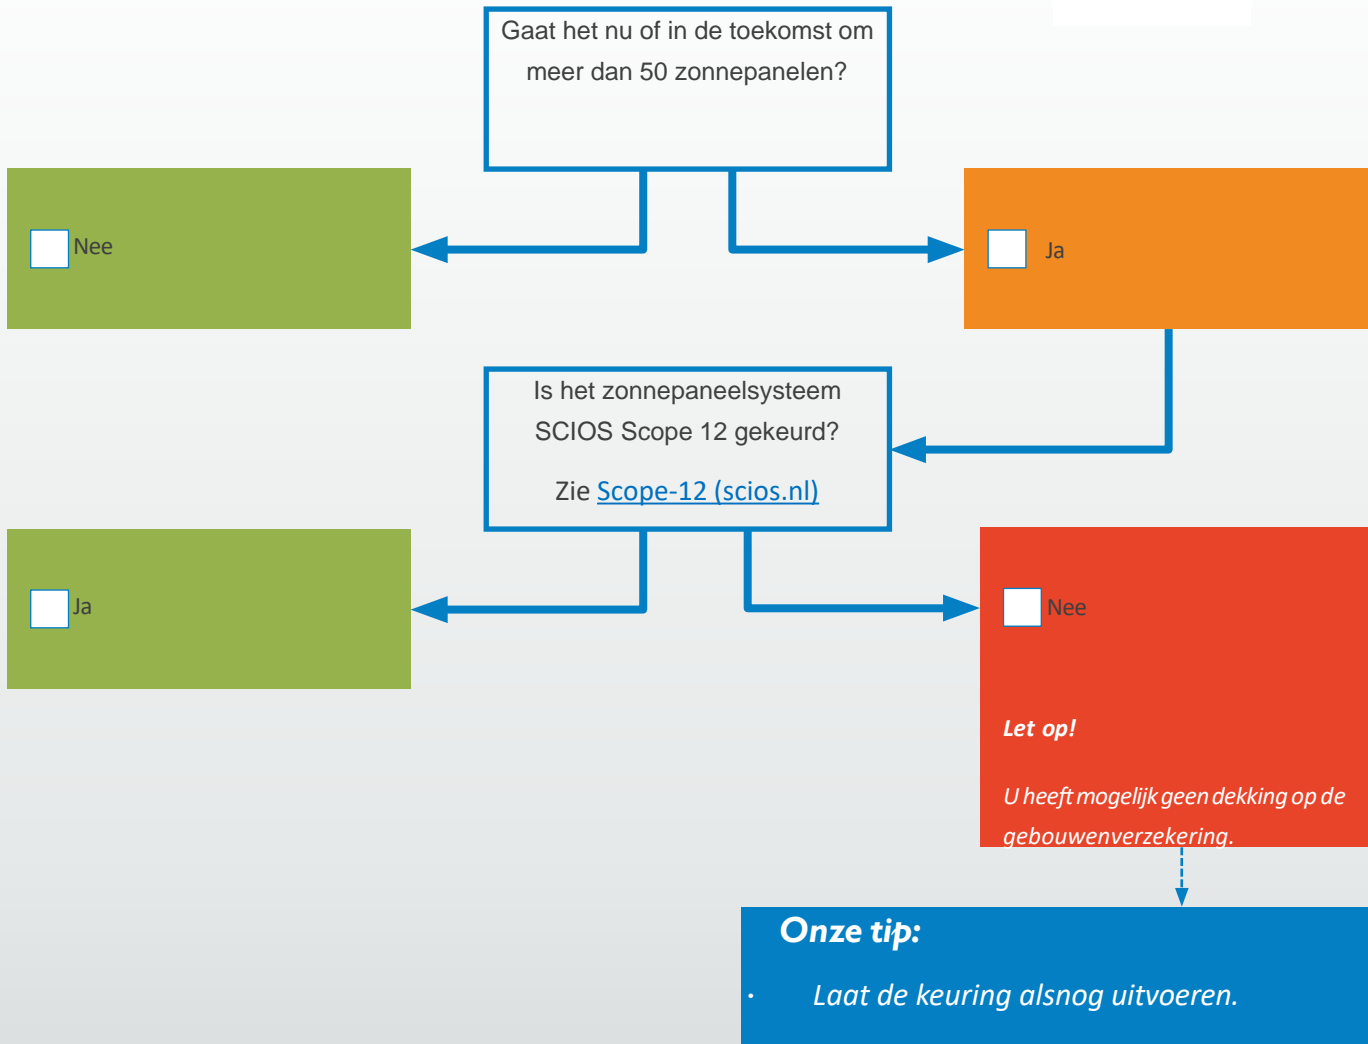 Gaat het nu of in de toekomst om
meer dan 50 zonnepanelen?
Nee
Ja
Is het zonnepaneelsysteem
SCIOS Scope 12 gekeurd?
Zie Scope-12 (scios.nl)
Ja
Nee
Let op!
U heeft mogelijk geen dekking op de
gebouwenverzekering.
Onze tip:
· Laat de keuring alsnog uitvoeren.